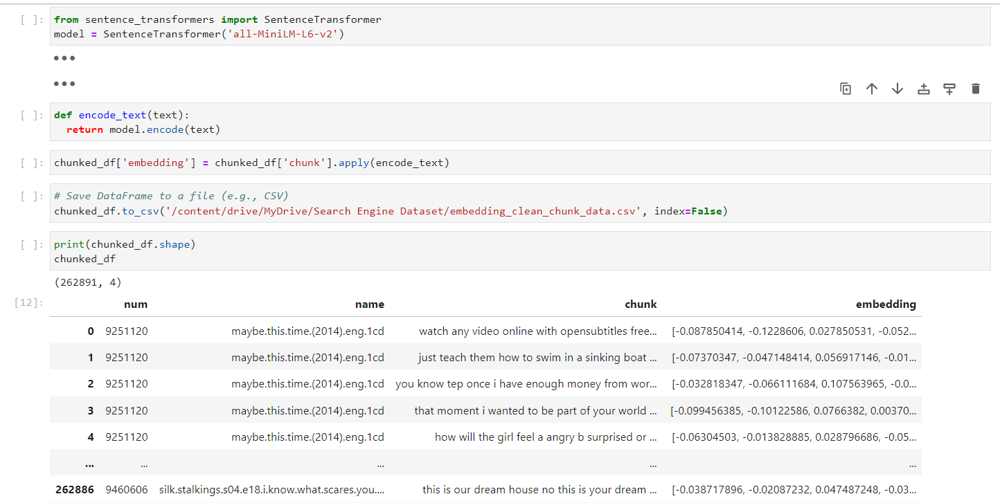 [ ]: from sentence_transformers import SentenceTransformer
model = SentenceTransformer('all-MiniLM-L6-v2')
•••
•••
[ ]: def encode_text(text):
  return model.encode(text)
[ ]: chunked_df['embedding'] = chunked_df['chunk'].apply(encode_text)
[ ]: # Save DataFrame to a file (e.g., CSV)
chunked_df.to_csv('/content/drive/MyDrive/Search Engine Dataset/embedding_clean_chunk_data.csv', index=False)
[ ]: print(chunked_df.shape)
chunked_df
(262891, 4)
[12]: num name chunk embedding
0 9251120 maybe.this.time.(2014).eng.1cd watch any video online with opensubtitles free... [-0.087850414, -0.1228606, 0.027850531, -0.052...
1 9251120 maybe.this.time.(2014).eng.1cd just teach them how to swim in a sinking boat ... [-0.07370347, -0.047148414, 0.056917146, -0.01...
2 9251120 maybe.this.time.(2014).eng.1cd you know tep once i have enough money from wor... [-0.032818347, -0.066111684, 0.107563965, -0.0...
3 9251120 maybe.this.time.(2014).eng.1cd that moment i wanted to be part of your world ... [-0.099456385, -0.10122586, 0.0766382, 0.00370...
4 9251120 maybe.this.time.(2014).eng.1cd how will the girl feel a angry b surprised or ... [-0.06304503, -0.013828885, 0.028796686, -0.05...
... ... ... ... ...
262886 9460606 silk.stalkings.s04.e18.i.know.what.scares.you.... this is our dream house no this is your dream ... [-0.038717896, -0.02087232, 0.047487248, -0.03...